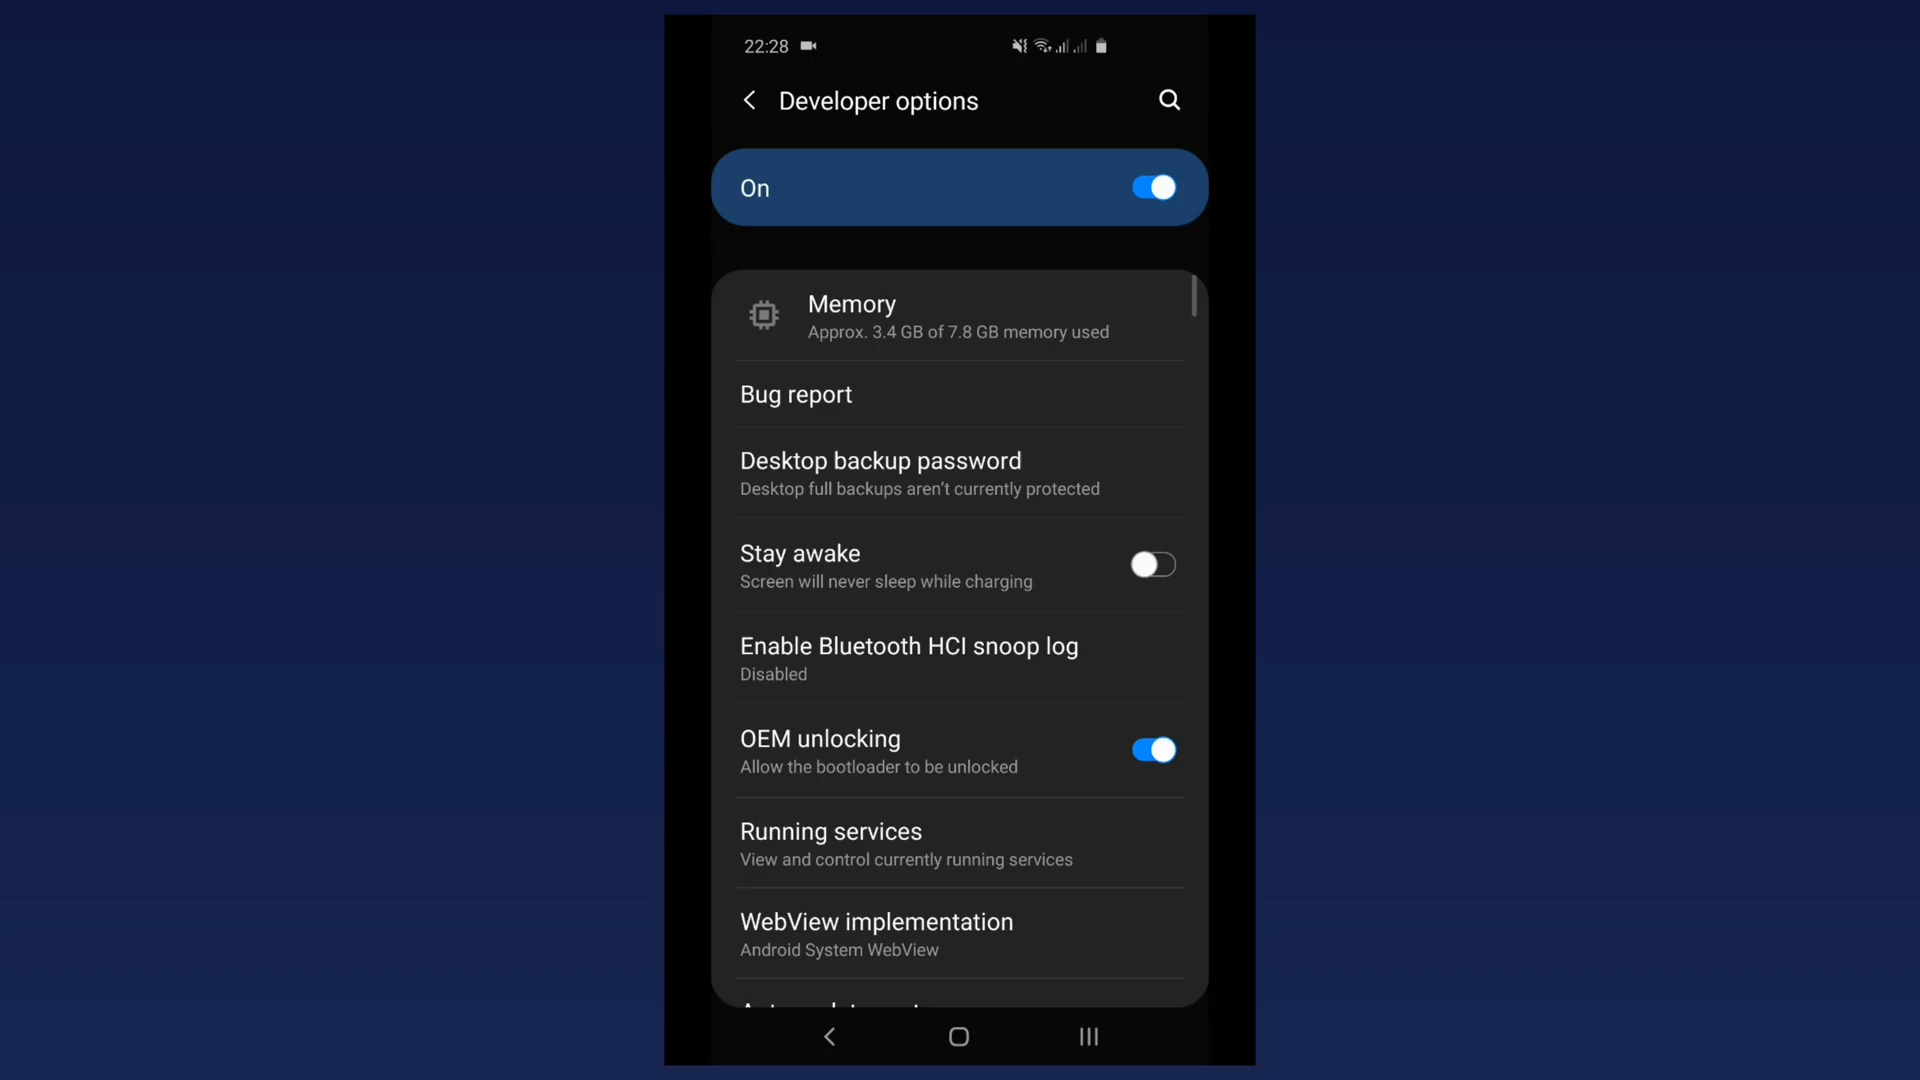 22:28
Developer options
On
Memory
Approx. 3.4 GB of 7.8 GB memory used
Bug report
Desktop backup password
Desktop full backups aren’t currently protected
Stay awake
Screen will never sleep while charging
Enable Bluetooth HCI snoop log
Disabled
OEM unlocking
Allow the bootloader to be unlocked
Running services
View and control currently running services
WebView implementation
Android System WebView